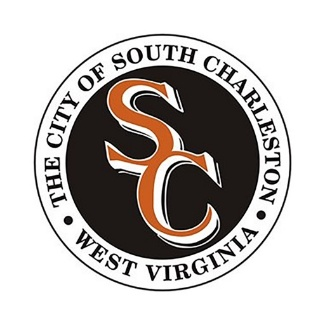 • THE CITY OF SOUTH CHARLESTON •
WEST VIRGINIA
SC